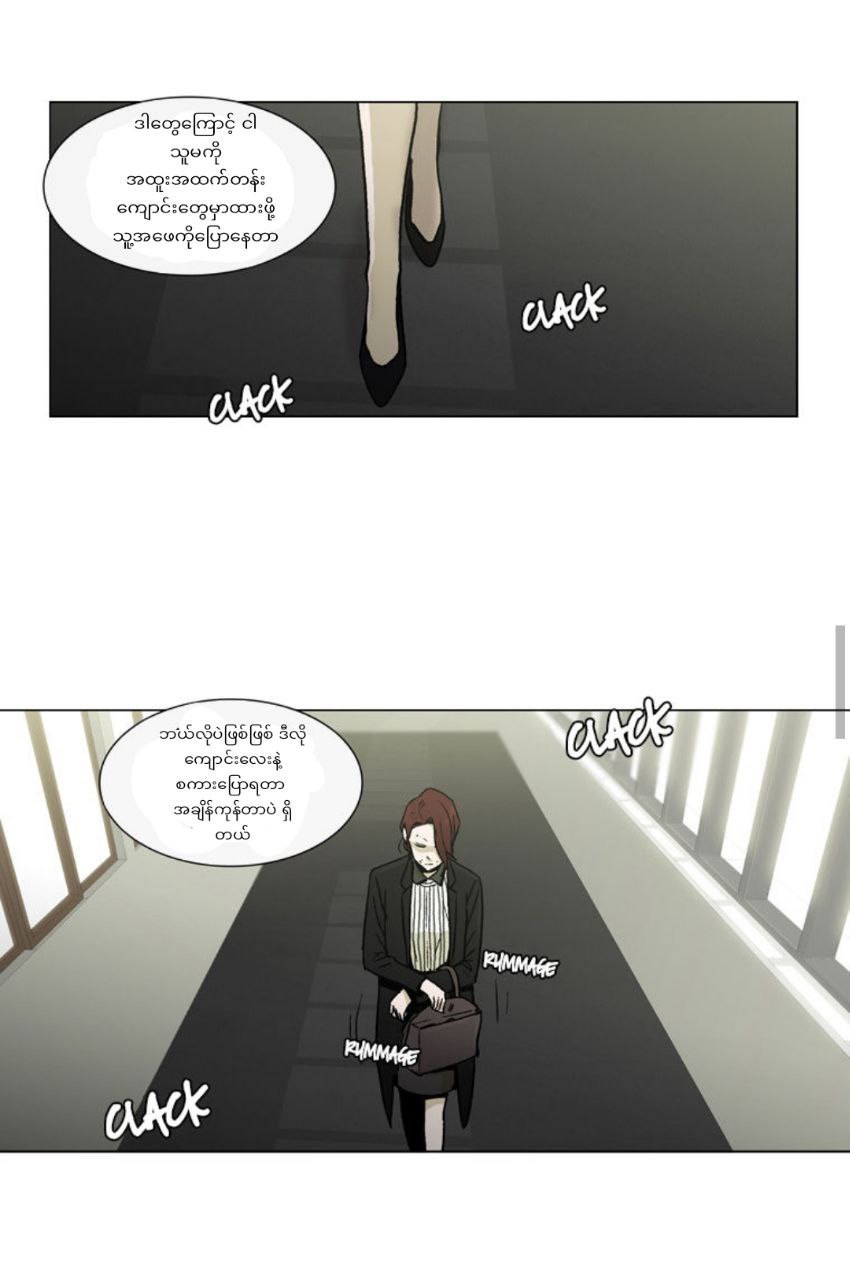 ဒါတွေကြောင့် ငါ
သူမကို
အထူးအထက်တန်း
ကျောင်းတွေမှာထားဖို့
သူ့အဖေကိုပြောနေတာ
CLACK
CLACK
CLACK
ဘယ်လိုပဲဖြစ်ဖြစ် ဒီလို
ကျောင်းလေးနဲ့
စကားပြောရတာ
အချိန်ကုန်တာပဲ ရှိ
တယ်
RUMMAGE
RUMMAGE
CLACK